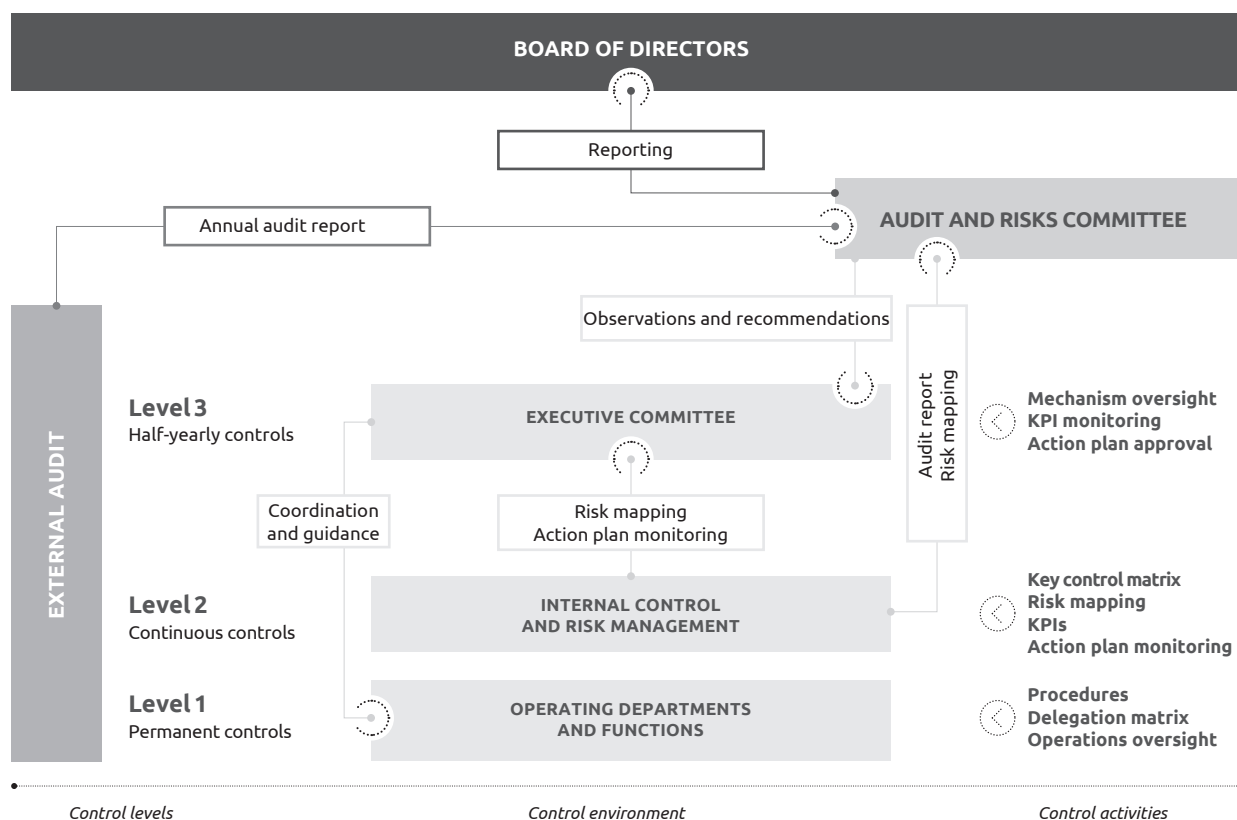 BOARD OF DIRECTORS
Reporting
AUDIT AND RISKS COMMITTEE
Annual audit report
Observations and recommendations
Audit report
Risk mapping
EXTERNAL AUDIT
Level 3
Half-yearly controls
EXECUTIVE COMMITTEE
Mechanism oversight
KPI monitoring
Action plan approval
Coordination
and guidance
Risk mapping
Action plan monitoring
Level 2
Continuous controls
INTERNAL CONTROL
AND RISK MANAGEMENT
Key control matrix
Risk mapping
KPIs
Action plan monitoring
Level 1
Permanent controls
OPERATING DEPARTMENTS
AND FUNCTIONS
Procedures
Delegation matrix
Operations oversight
Control levels
Control environment
Control activities